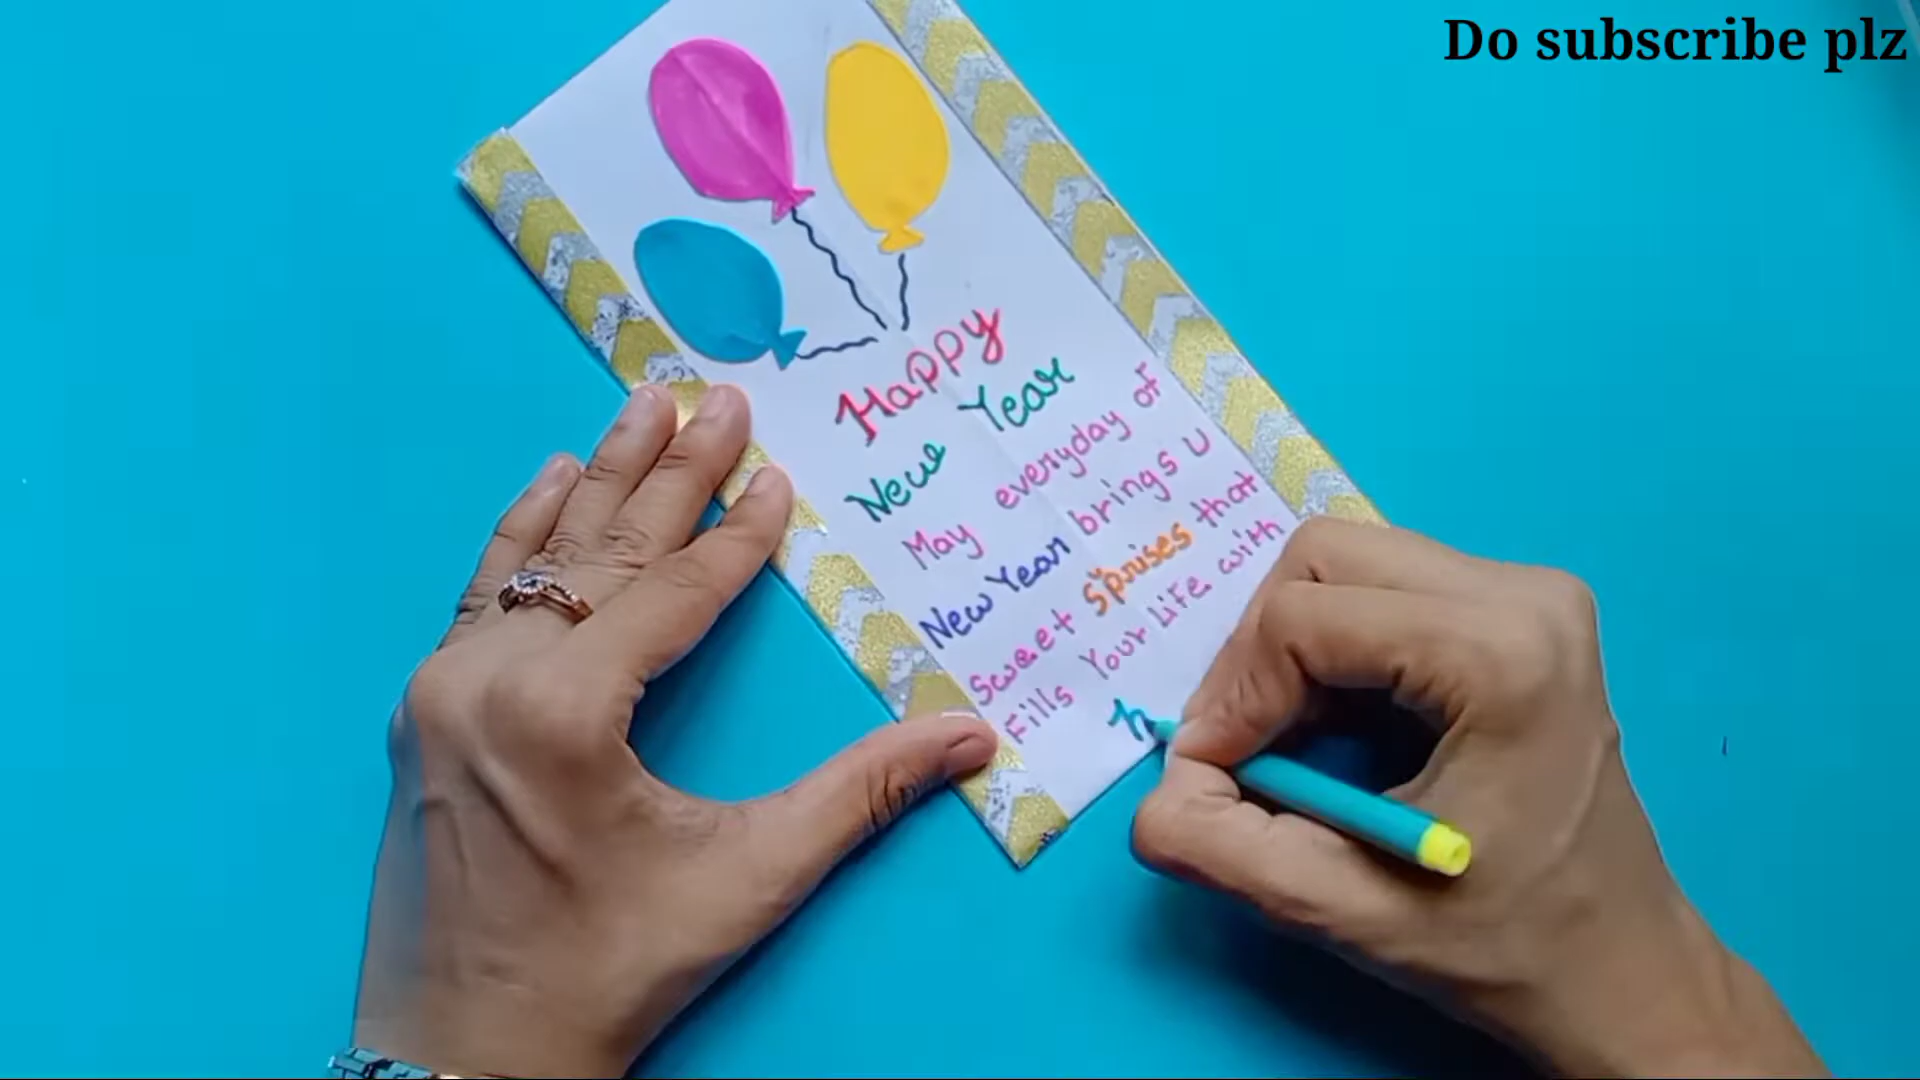 Do subscribe plz
Happy
New Year
May everyday of
New Year brings U
Sweet Sprises that
Fills Your Life with
h